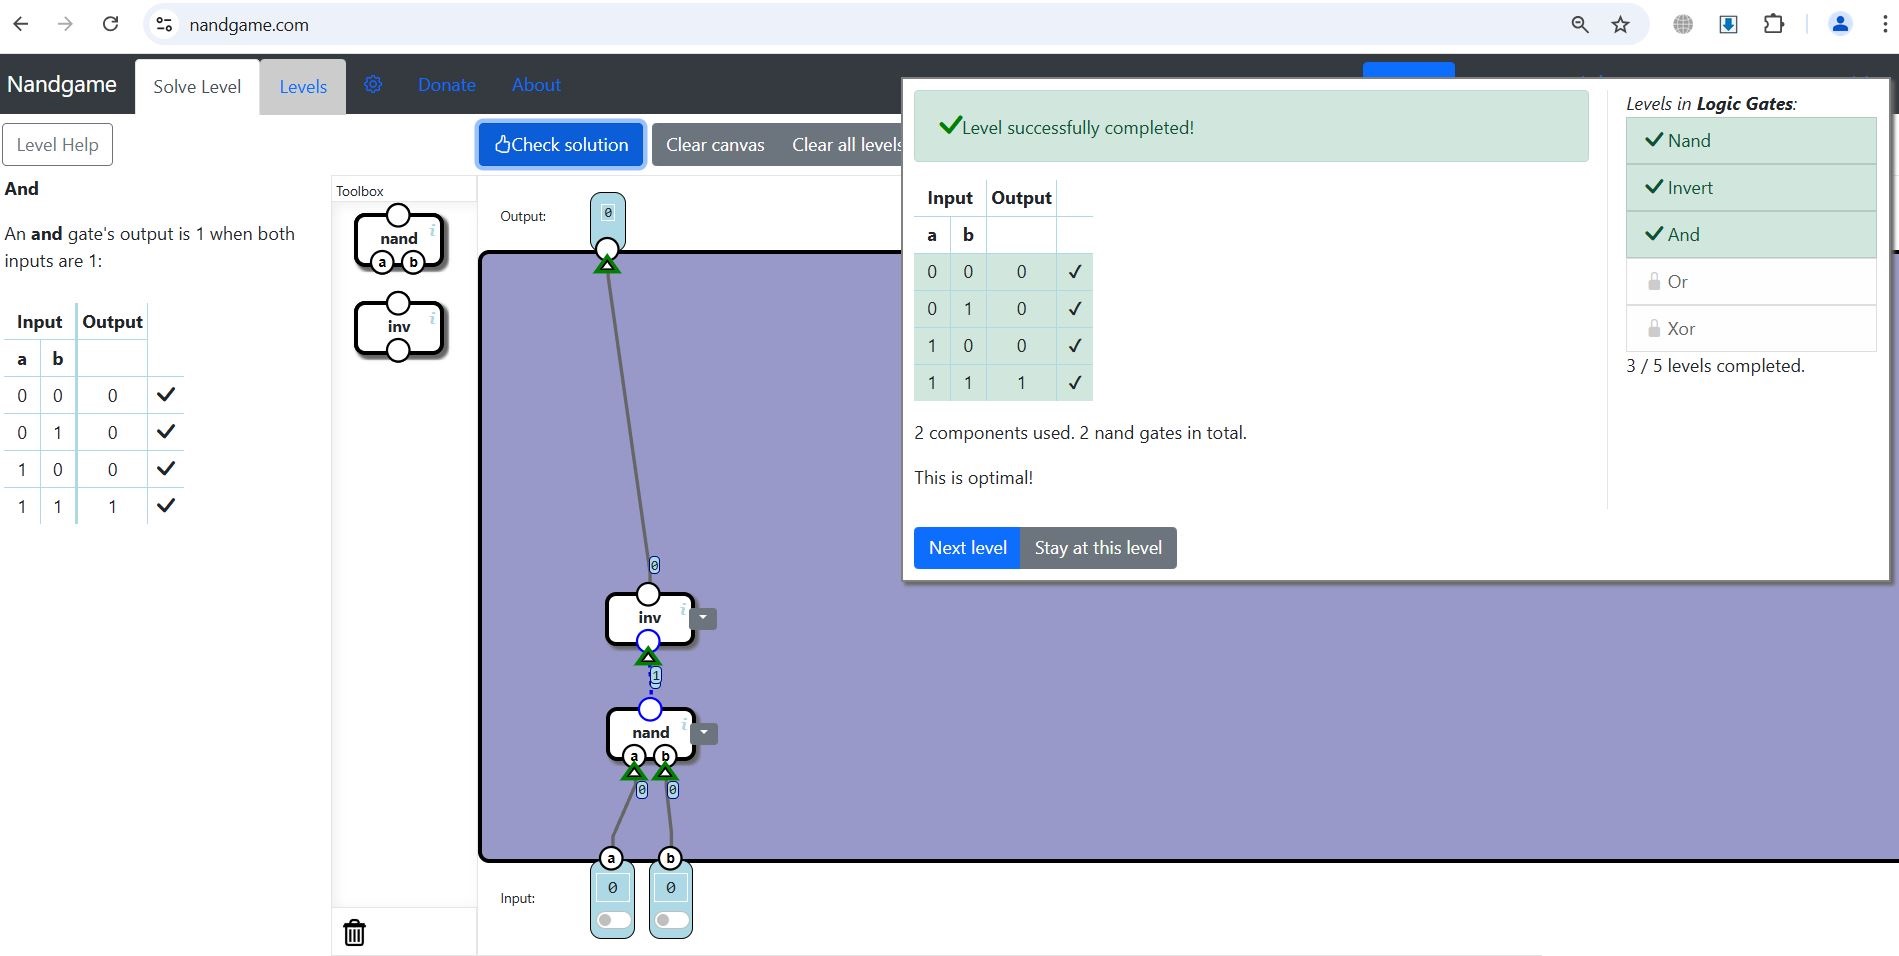 nandgame.com
Nandgame Solve Level Levels Donate About
Level Help
Check solution Clear canvas Clear all levels
And
An and gate's output is 1 when both
inputs are 1:
Input Output
a b
0 0 0
0 1 0
1 0 0
1 1 1
Toolbox
nand i
a b
inv i
Output:
0
0
inv i
1
nand i
a b
0 0
a b
Input:
0 0
Level successfully completed!
Input Output
a b
0 0 0
0 1 0
1 0 0
1 1 1
2 components used. 2 nand gates in total.
This is optimal!
Next level Stay at this level
Levels in Logic Gates:
Nand
Invert
And
Or
Xor
3 / 5 levels completed.